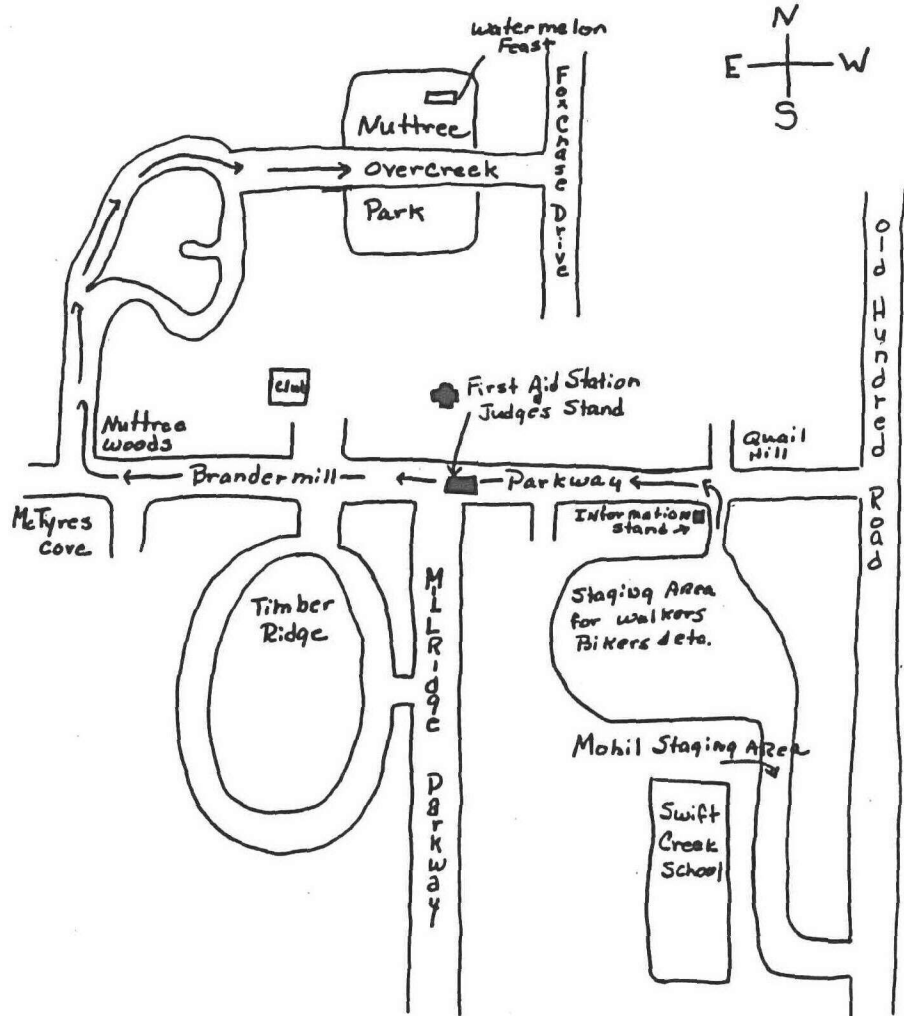 Watermelon
Feast
N
E W
S
Foxchase Drive
Nuttree
Overcreek
Park
Old Hundred Road
Club
First Aid Station
Judges Stand
Nuttree
Woods
Quail
Hill
Brandermill
Parkway
McTyres
Cove
Information
Stand
Timber
Ridge
Millridge Parkway
Staging Area
for Walkers
Bikers & etc.
Mobil Staging Area
Swift
Creek
School